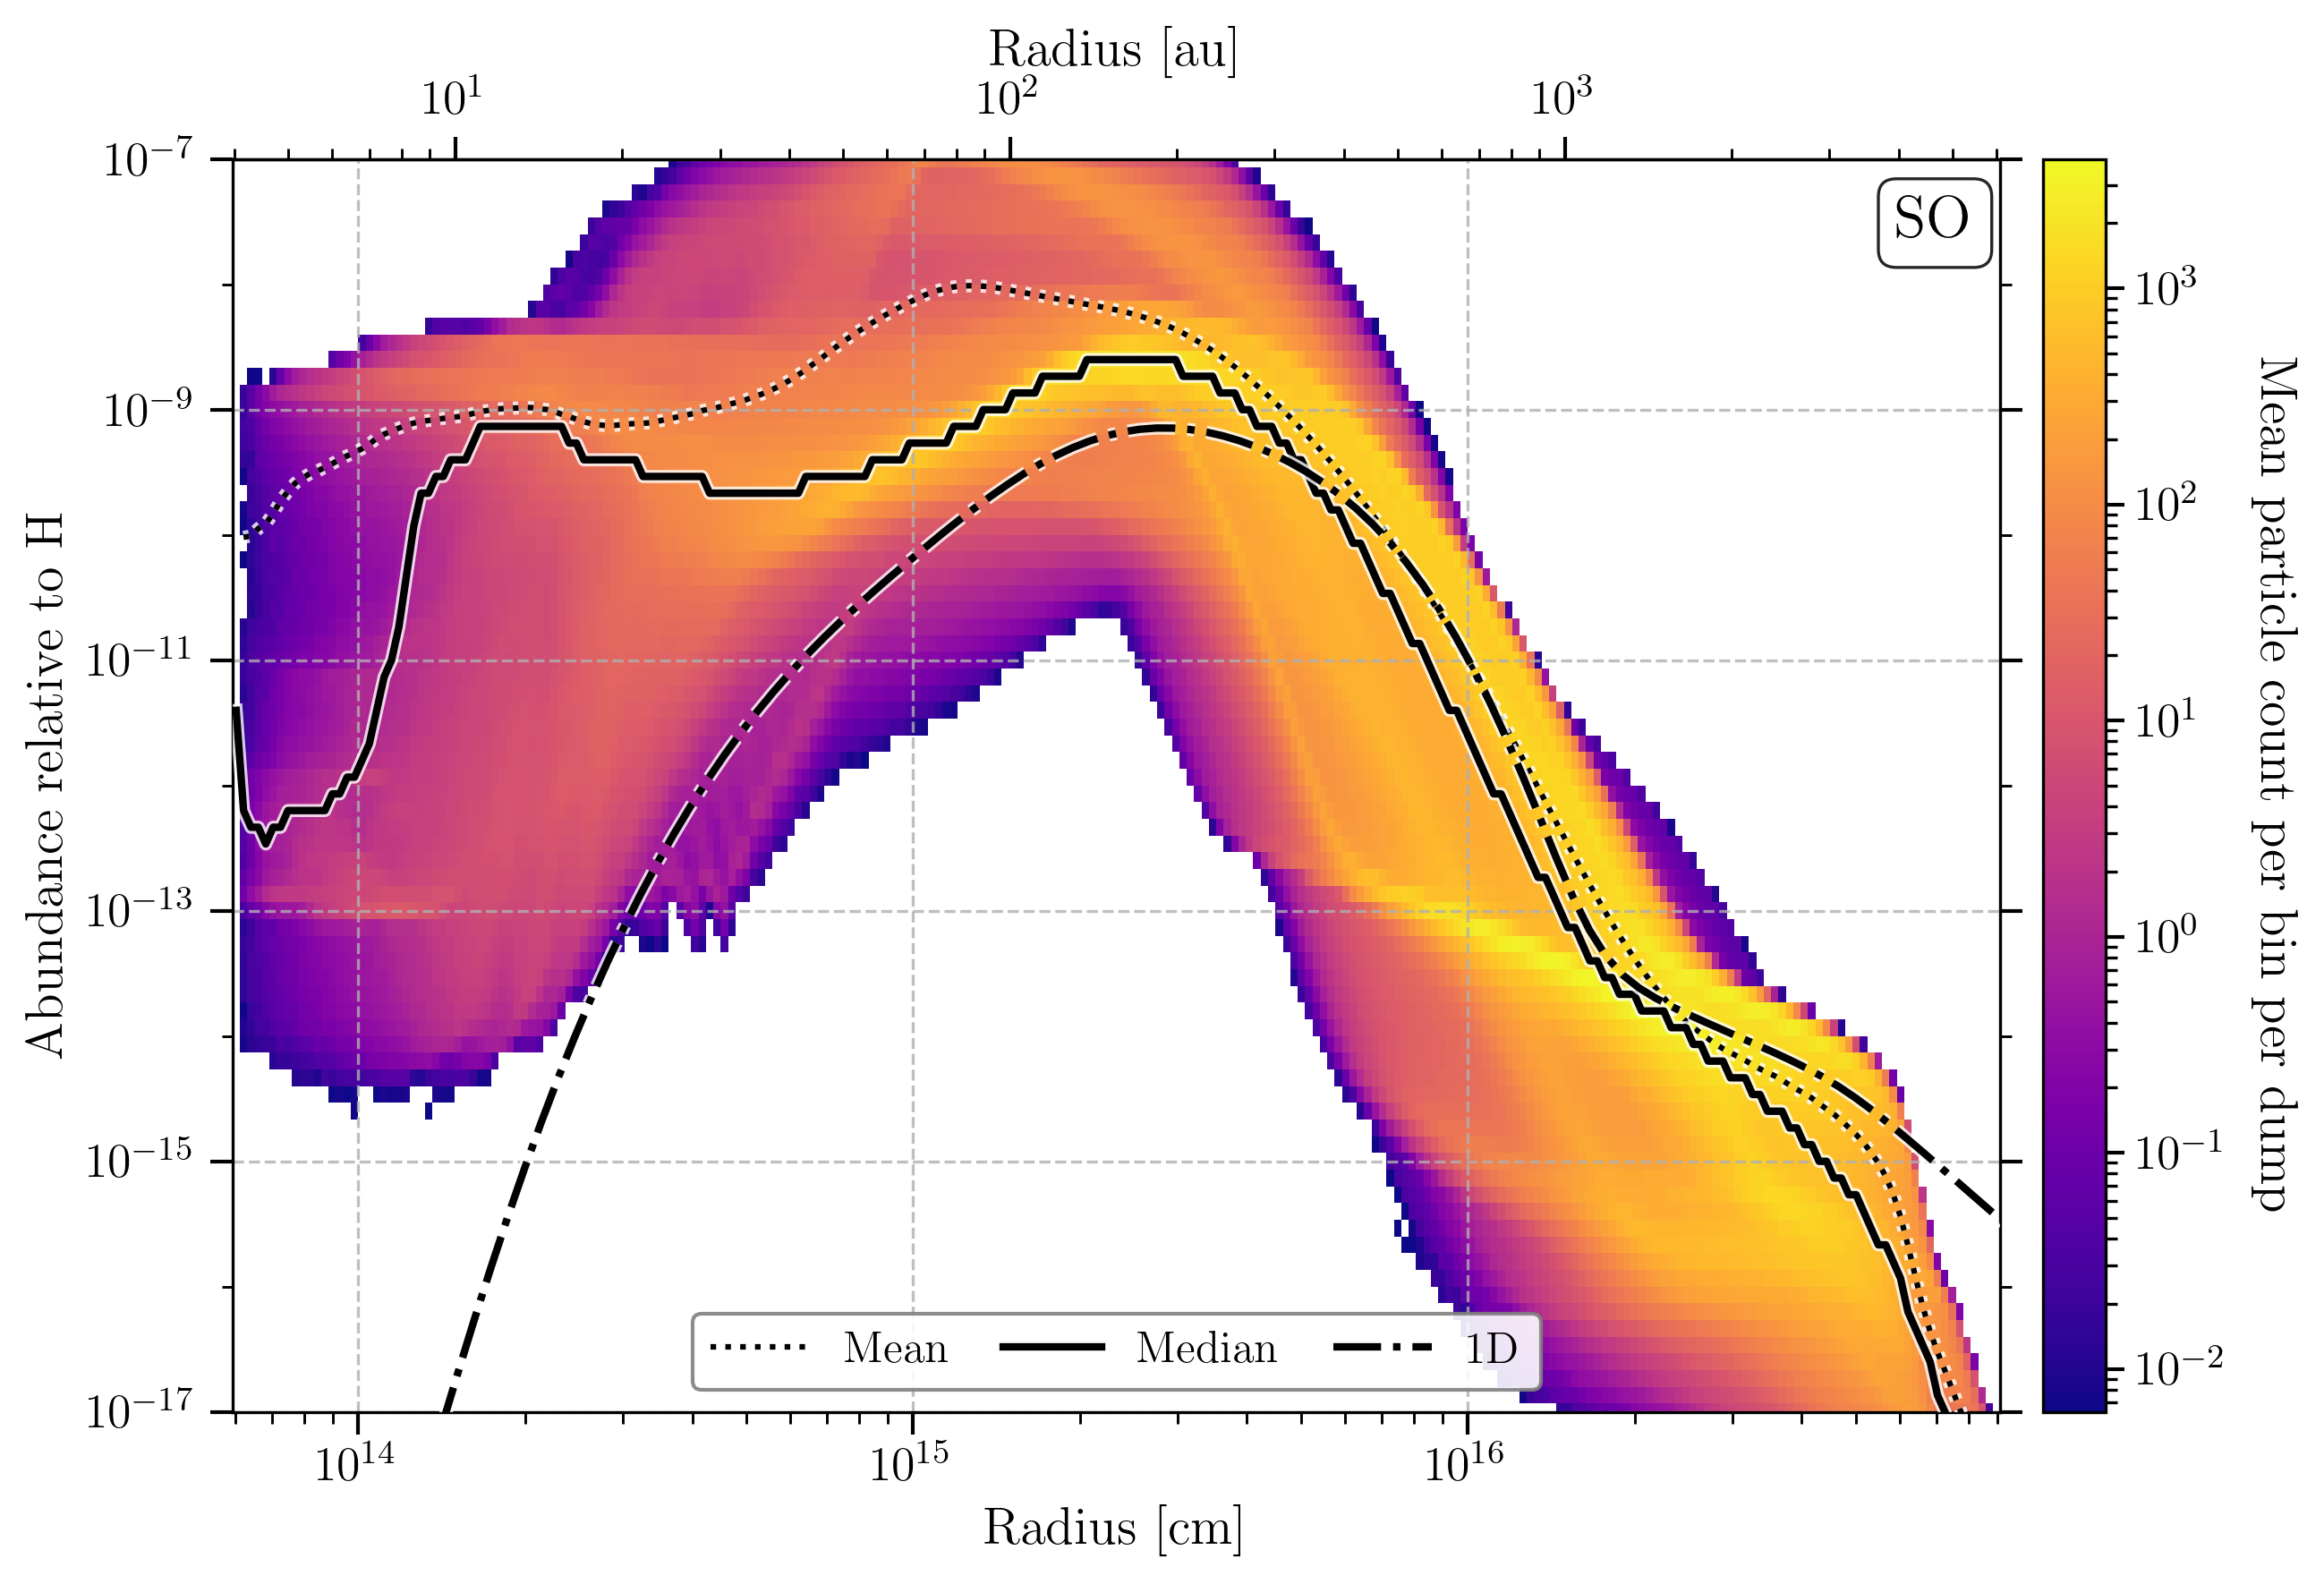 Radius [au]
10^1 10^2 10^3
10^−7
10^−9
10^−11
10^−13
10^−15
10^−17
Abundance relative to H
SO
Mean Median 1D
10^14 10^15 10^16
Radius [cm]
10^3
10^2
10^1
10^0
10^−1
10^−2
Mean particle count per bin per dump